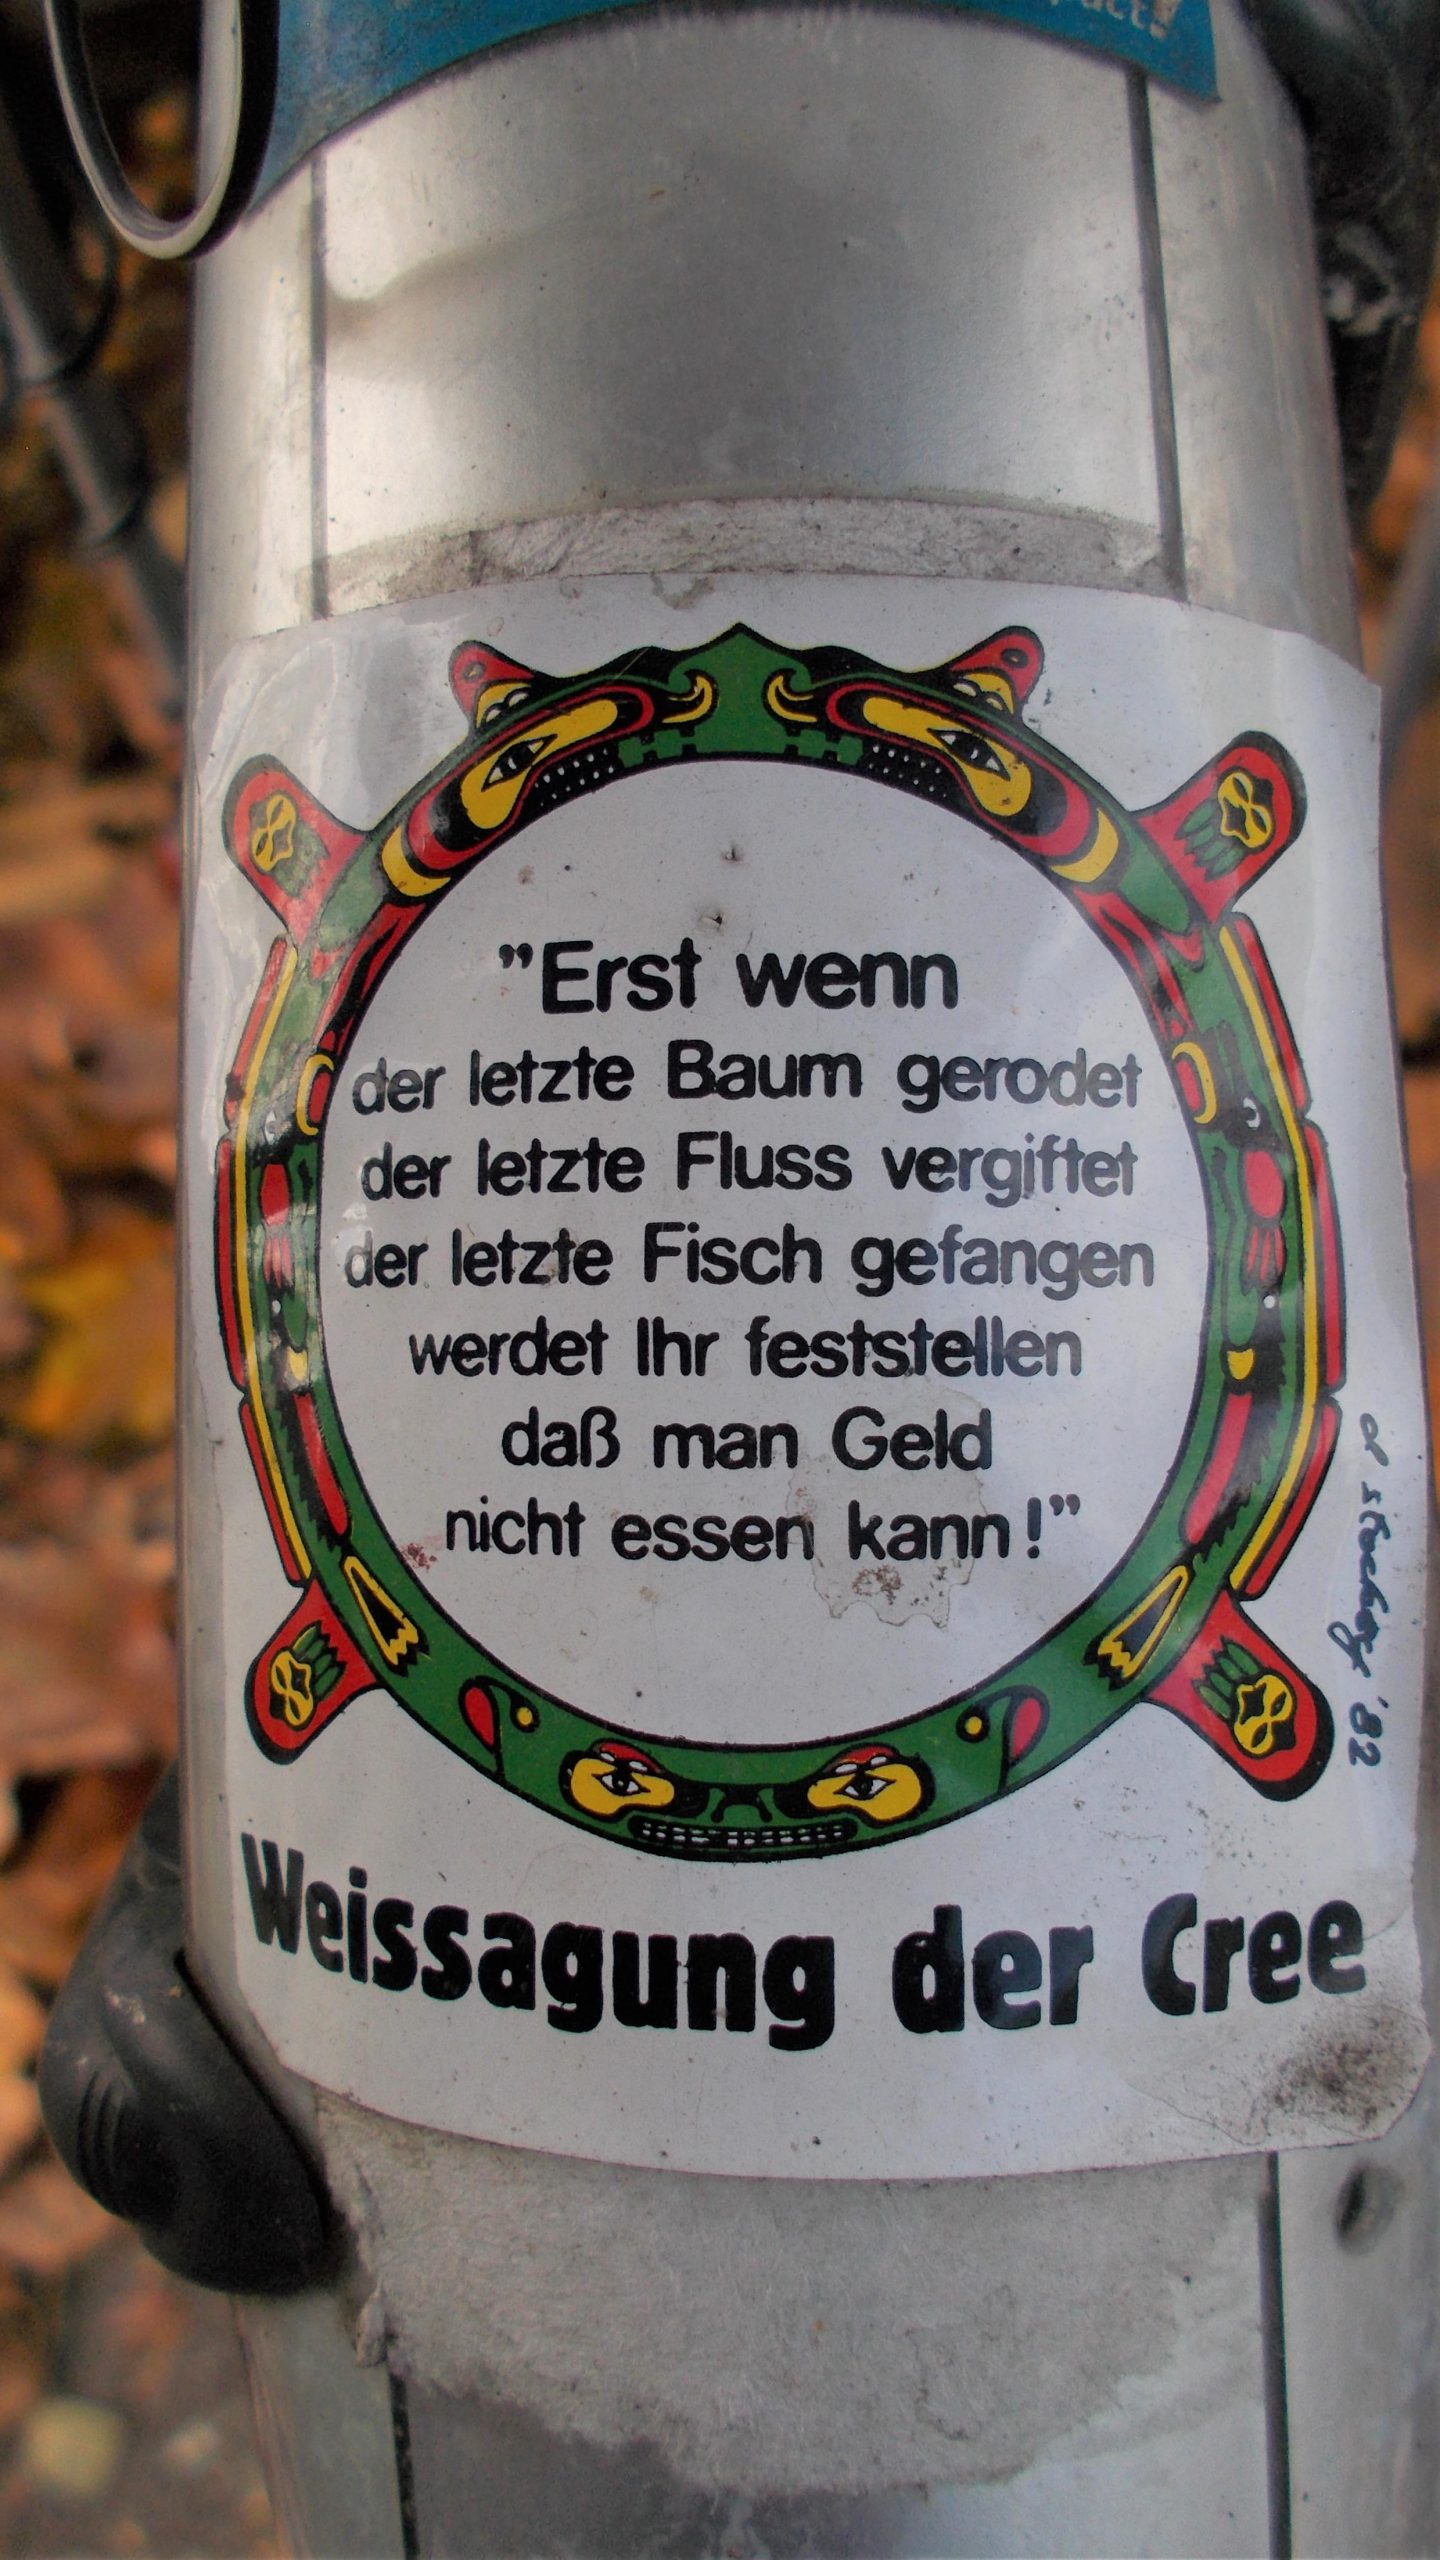 ”Erst wenn
der letzte Baum gerodet
der letzte Fluss vergiftet
der letzte Fisch gefangen
werdet Ihr feststellen
daß man Geld
nicht essen kann!”
'82
Weissagung der Cree